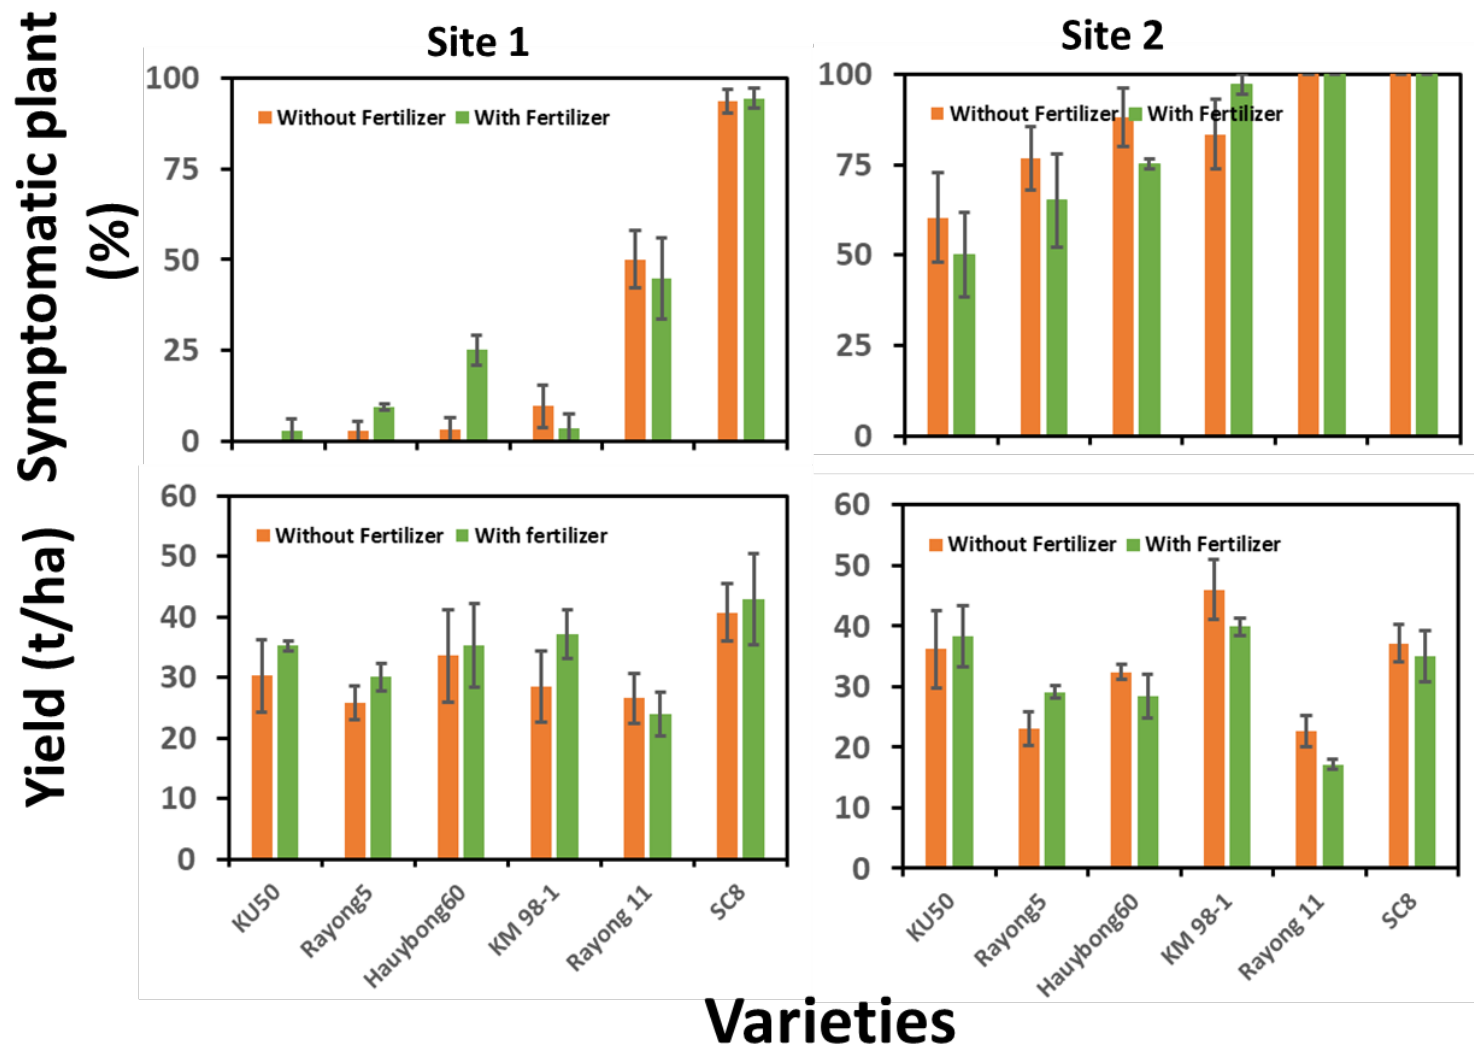 Site 1
Site 2
Symptomatic plant
(%)
100
75
50
25
0
Without Fertilizer With Fertilizer
100
75
50
25
0
Without Fertilizer With Fertilizer
Yield (t/ha)
60
50
40
30
20
10
0
Without Fertilizer With fertilizer
KU50
Rayong5
Hauybong60
KM 98-1
Rayong 11
SC8
60
50
40
30
20
10
0
Without Fertilizer With Fertilizer
KU50
Rayong5
Hauybong60
KM 98-1
Rayong 11
SC8
Varieties